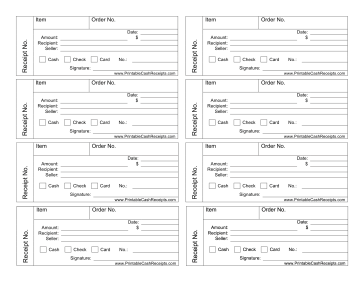 Item Order No.
Date:
Amount: $
Recipient:
Seller:
Cash Check Card No.:
Signature:
www.PrintableCashReceipts.com
Receipt No.
Item Order No.
Date:
Amount: $
Recipient:
Seller:
Cash Check Card No.:
Signature:
www.PrintableCashReceipts.com
Receipt No.
Item Order No.
Date:
Amount: $
Recipient:
Seller:
Cash Check Card No.:
Signature:
www.PrintableCashReceipts.com
Receipt No.
Item Order No.
Date:
Amount: $
Recipient:
Seller:
Cash Check Card No.:
Signature:
www.PrintableCashReceipts.com
Receipt No.
Item Order No.
Date:
Amount: $
Recipient:
Seller:
Cash Check Card No.:
Signature:
www.PrintableCashReceipts.com
Receipt No.
Item Order No.
Date:
Amount: $
Recipient:
Seller:
Cash Check Card No.:
Signature:
www.PrintableCashReceipts.com
Receipt No.
Item Order No.
Date:
Amount: $
Recipient:
Seller:
Cash Check Card No.:
Signature:
www.PrintableCashReceipts.com
Receipt No.
Item Order No.
Date:
Amount: $
Recipient:
Seller:
Cash Check Card No.:
Signature:
www.PrintableCashReceipts.com
Receipt No.